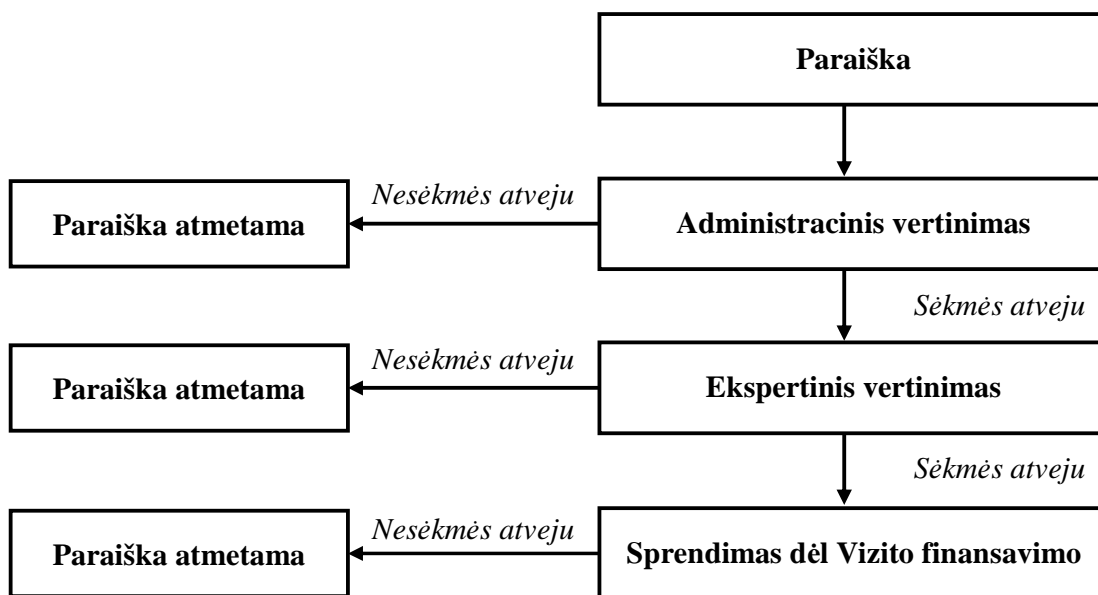 Paraiška
Nesėkmės atveju
Paraiška atmetama
Administracinis vertinimas
Sėkmės atveju
Nesėkmės atveju
Paraiška atmetama
Ekspertinis vertinimas
Sėkmės atveju
Nesėkmės atveju
Paraiška atmetama
Sprendimas dėl Vizito finansavimo